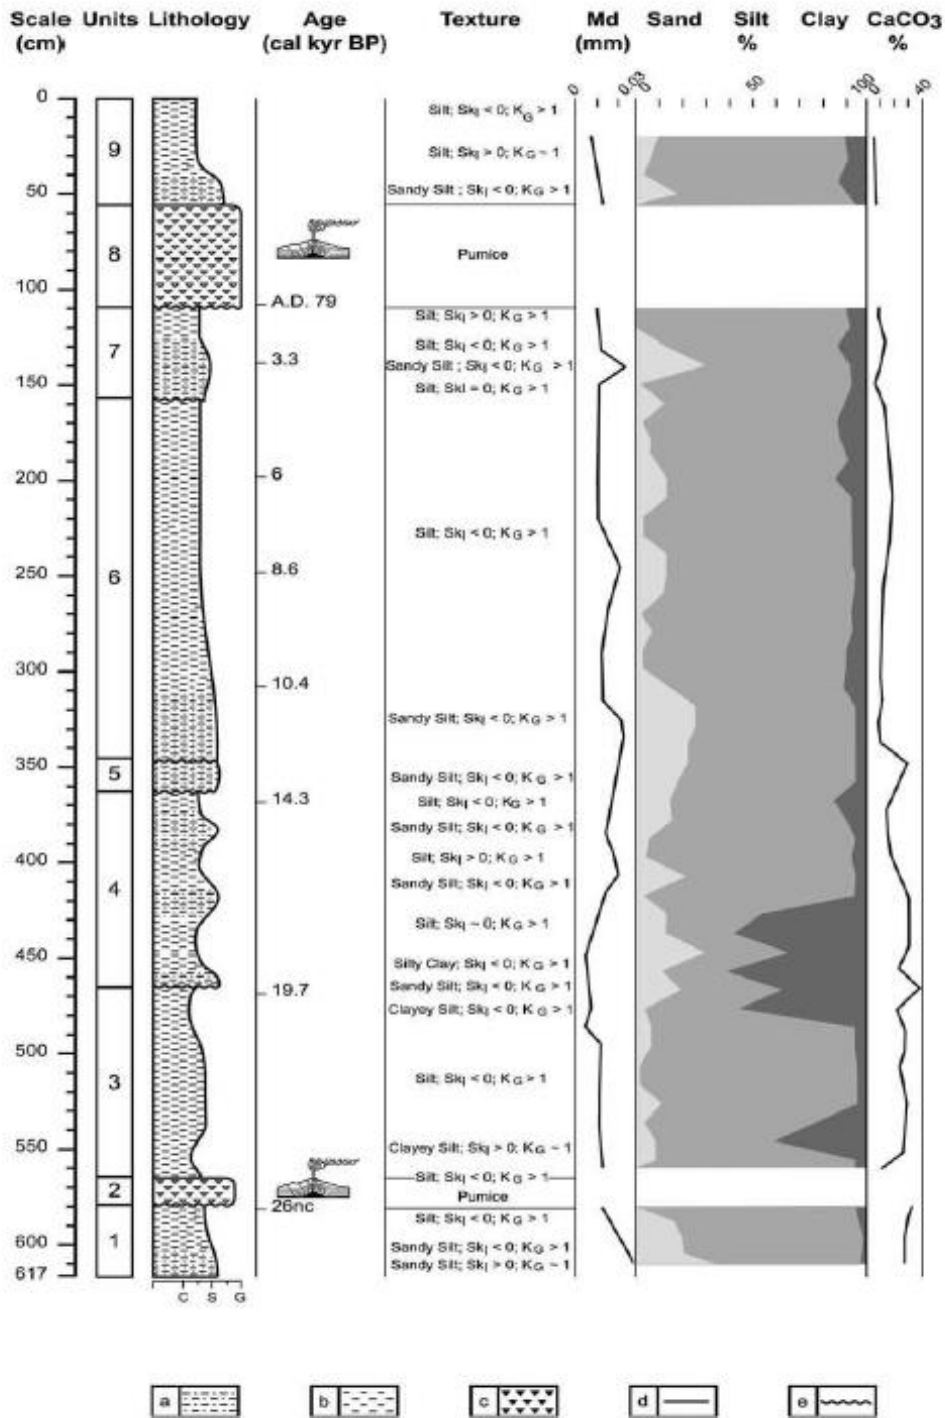 Scale Units Lithology Age Texture Md Sand Silt Clay CaCO3
(cm) (cal kyr BP) (mm) % %
0 0.03 0 50 100 0 40
0
Silt; SkI < 0; KG > 1
9
Silt; SkI > 0; KG ~ 1
50
Sandy Silt ; SkI < 0; KG > 1
8
Pumice
100
A.D. 79
Silt; SkI > 0; KG > 1
7
Silt; SkI < 0; KG > 1
3.3
Sandy Silt ; SkI < 0; KG > 1
150
Silt; SkI = 0; KG > 1
200
6
Silt; SkI < 0; KG > 1
250
8.6
6
300
10.4
Sandy Silt; SkI < 0; KG > 1
350
5
Sandy Silt; SkI < 0; KG > 1
14.3
Silt; SkI < 0; KG > 1
Sandy Silt; SkI < 0; KG > 1
400
Silt; SkI > 0; KG > 1
4
Sandy Silt; SkI < 0; KG > 1
Silt; SkI ~ 0; KG > 1
450
Silty Clay; SkI < 0; KG > 1
Sandy Silt; SkI < 0; KG > 1
19.7
Clayey Silt; SkI < 0; KG > 1
500
3
Silt; SkI < 0; KG > 1
550
Clayey Silt; SkI > 0; KG ~ 1
Silt; SkI < 0; KG > 1
2
Pumice
26nc
Silt; SkI < 0; KG > 1
600
1
Sandy Silt; SkI < 0; KG > 1
617
Sandy Silt; SkI > 0; KG ~ 1
C S G
a b c d e